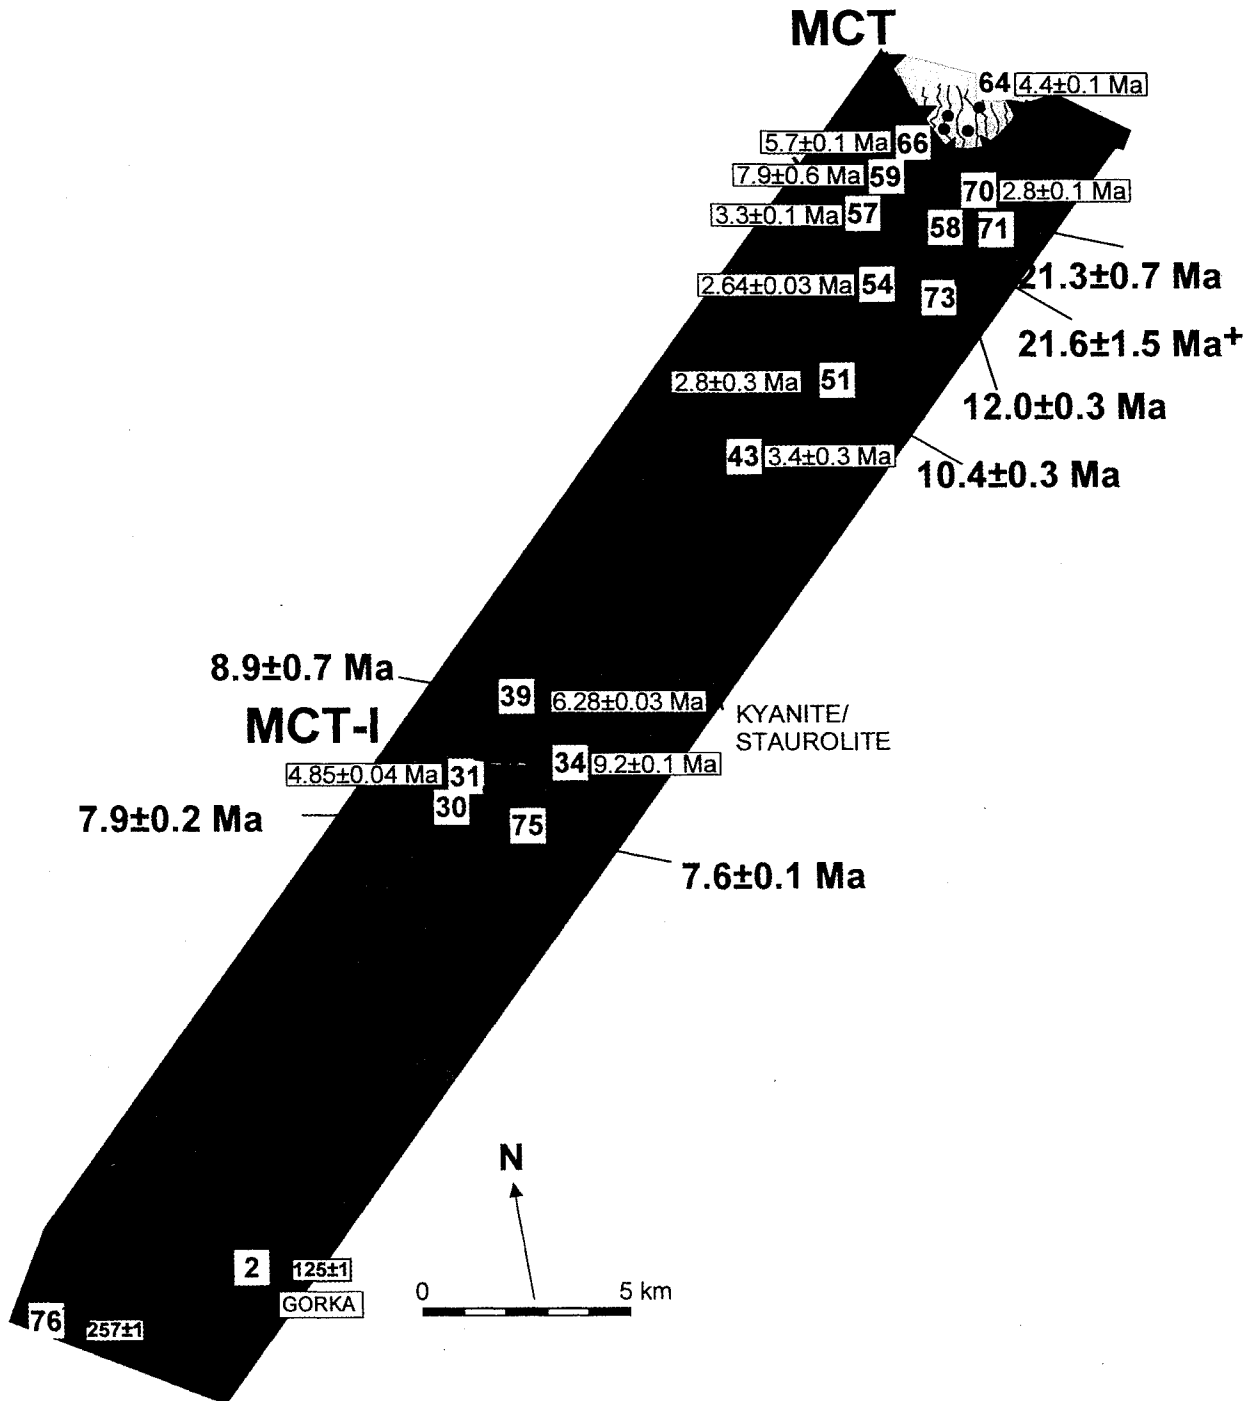 MCT
64 4.4±0.1 Ma
5.7±0.1 Ma 66
7.9±0.6 Ma 59
70 2.8±0.1 Ma
3.3±0.1 Ma 57
58 71
21.3±0.7 Ma
2.64±0.03 Ma 54
73
21.6±1.5 Ma+
2.8±0.3 Ma 51
12.0±0.3 Ma
43 3.4±0.3 Ma
10.4±0.3 Ma
8.9±0.7 Ma
39 6.28±0.03 Ma
KYANITE/
STAUROLITE
MCT-I
34 9.2±0.1 Ma
4.85±0.04 Ma 31
30
7.9±0.2 Ma
75
7.6±0.1 Ma
N
2 125±1
GORKA
0 5 km
76 257±1